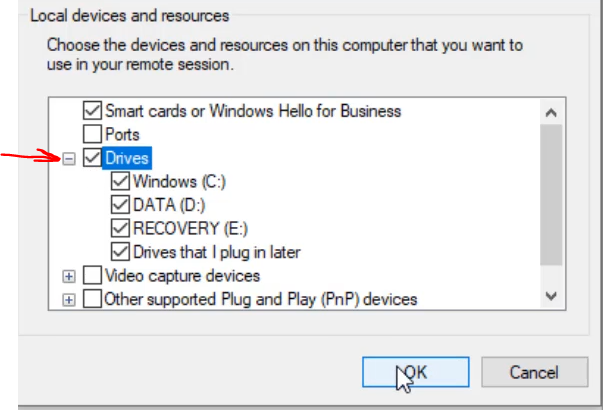 Local devices and resources
Choose the devices and resources on this computer that you want to
use in your remote session.
Smart cards or Windows Hello for Business
Ports
Drives
Windows (C:)
DATA (D:)
RECOVERY (E:)
Drives that I plug in later
Video capture devices
Other supported Plug and Play (PnP) devices
OK
Cancel